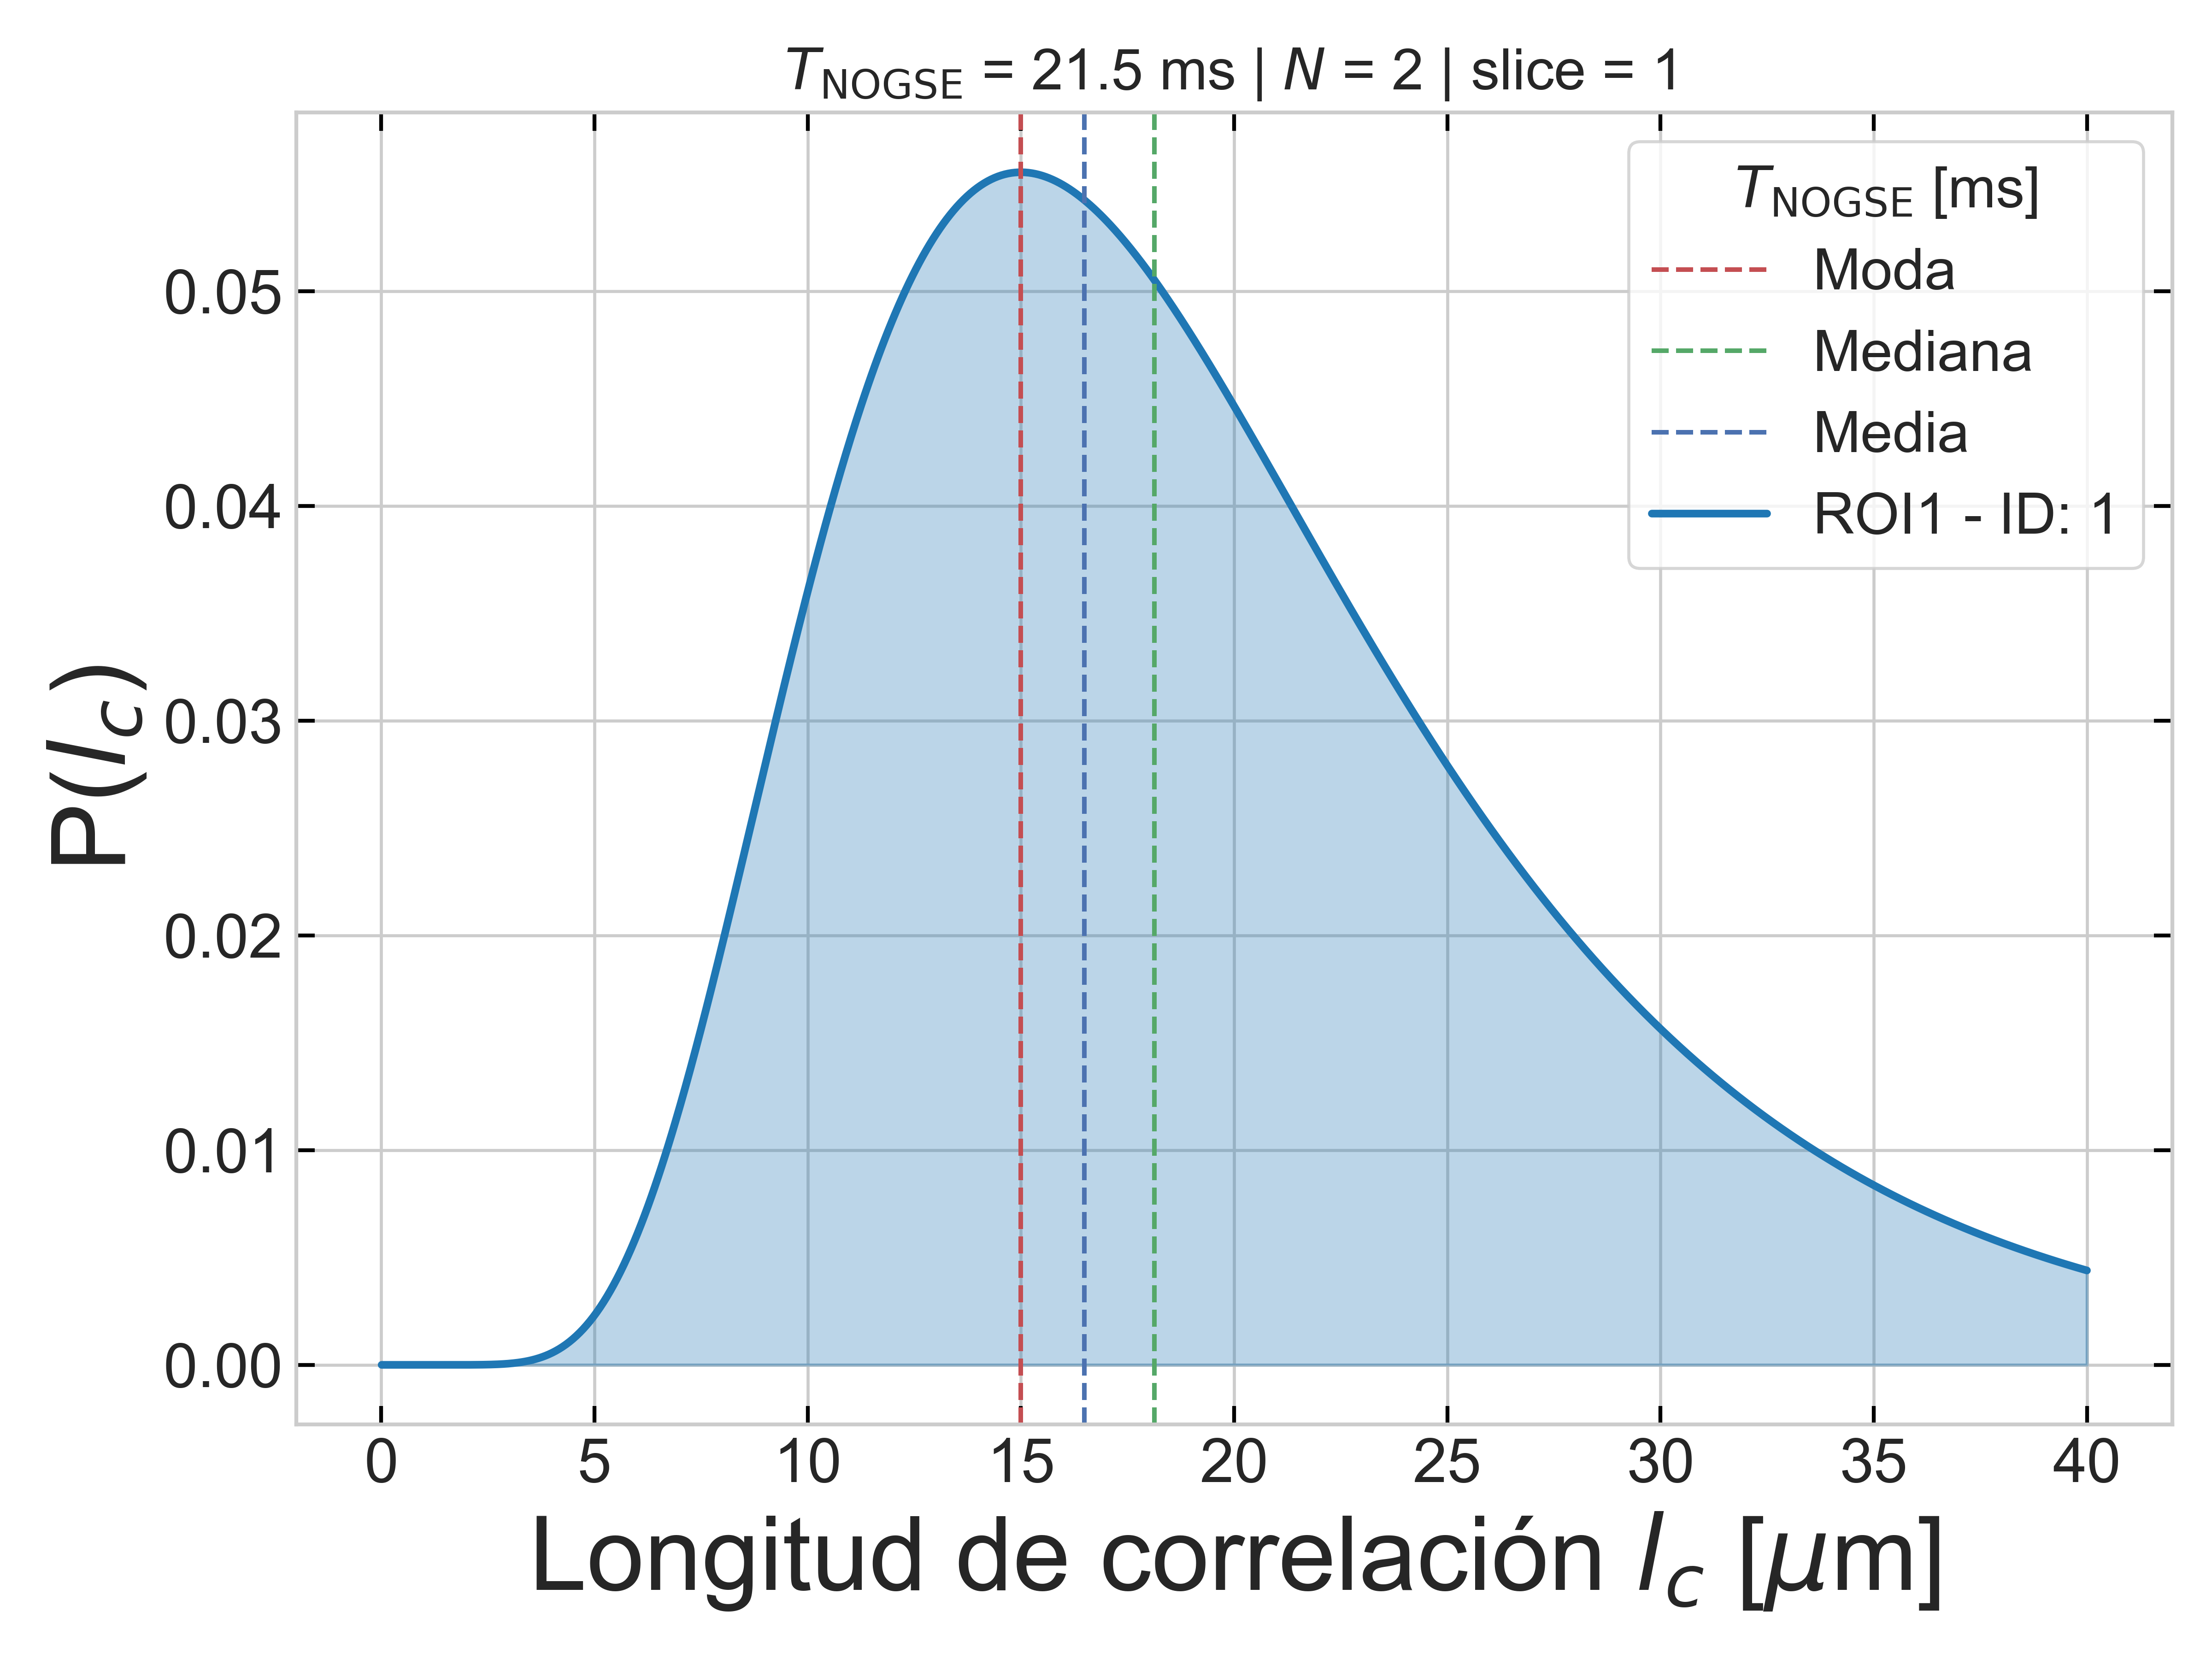 T_NOGSE = 21.5 ms | N = 2 | slice = 1
T_NOGSE [ms]
Moda
Mediana
Media
ROI1 - ID: 1
P(l_c)
0.05
0.04
0.03
0.02
0.01
0.00
0 5 10 15 20 25 30 35 40
Longitud de correlación l_c [μm]